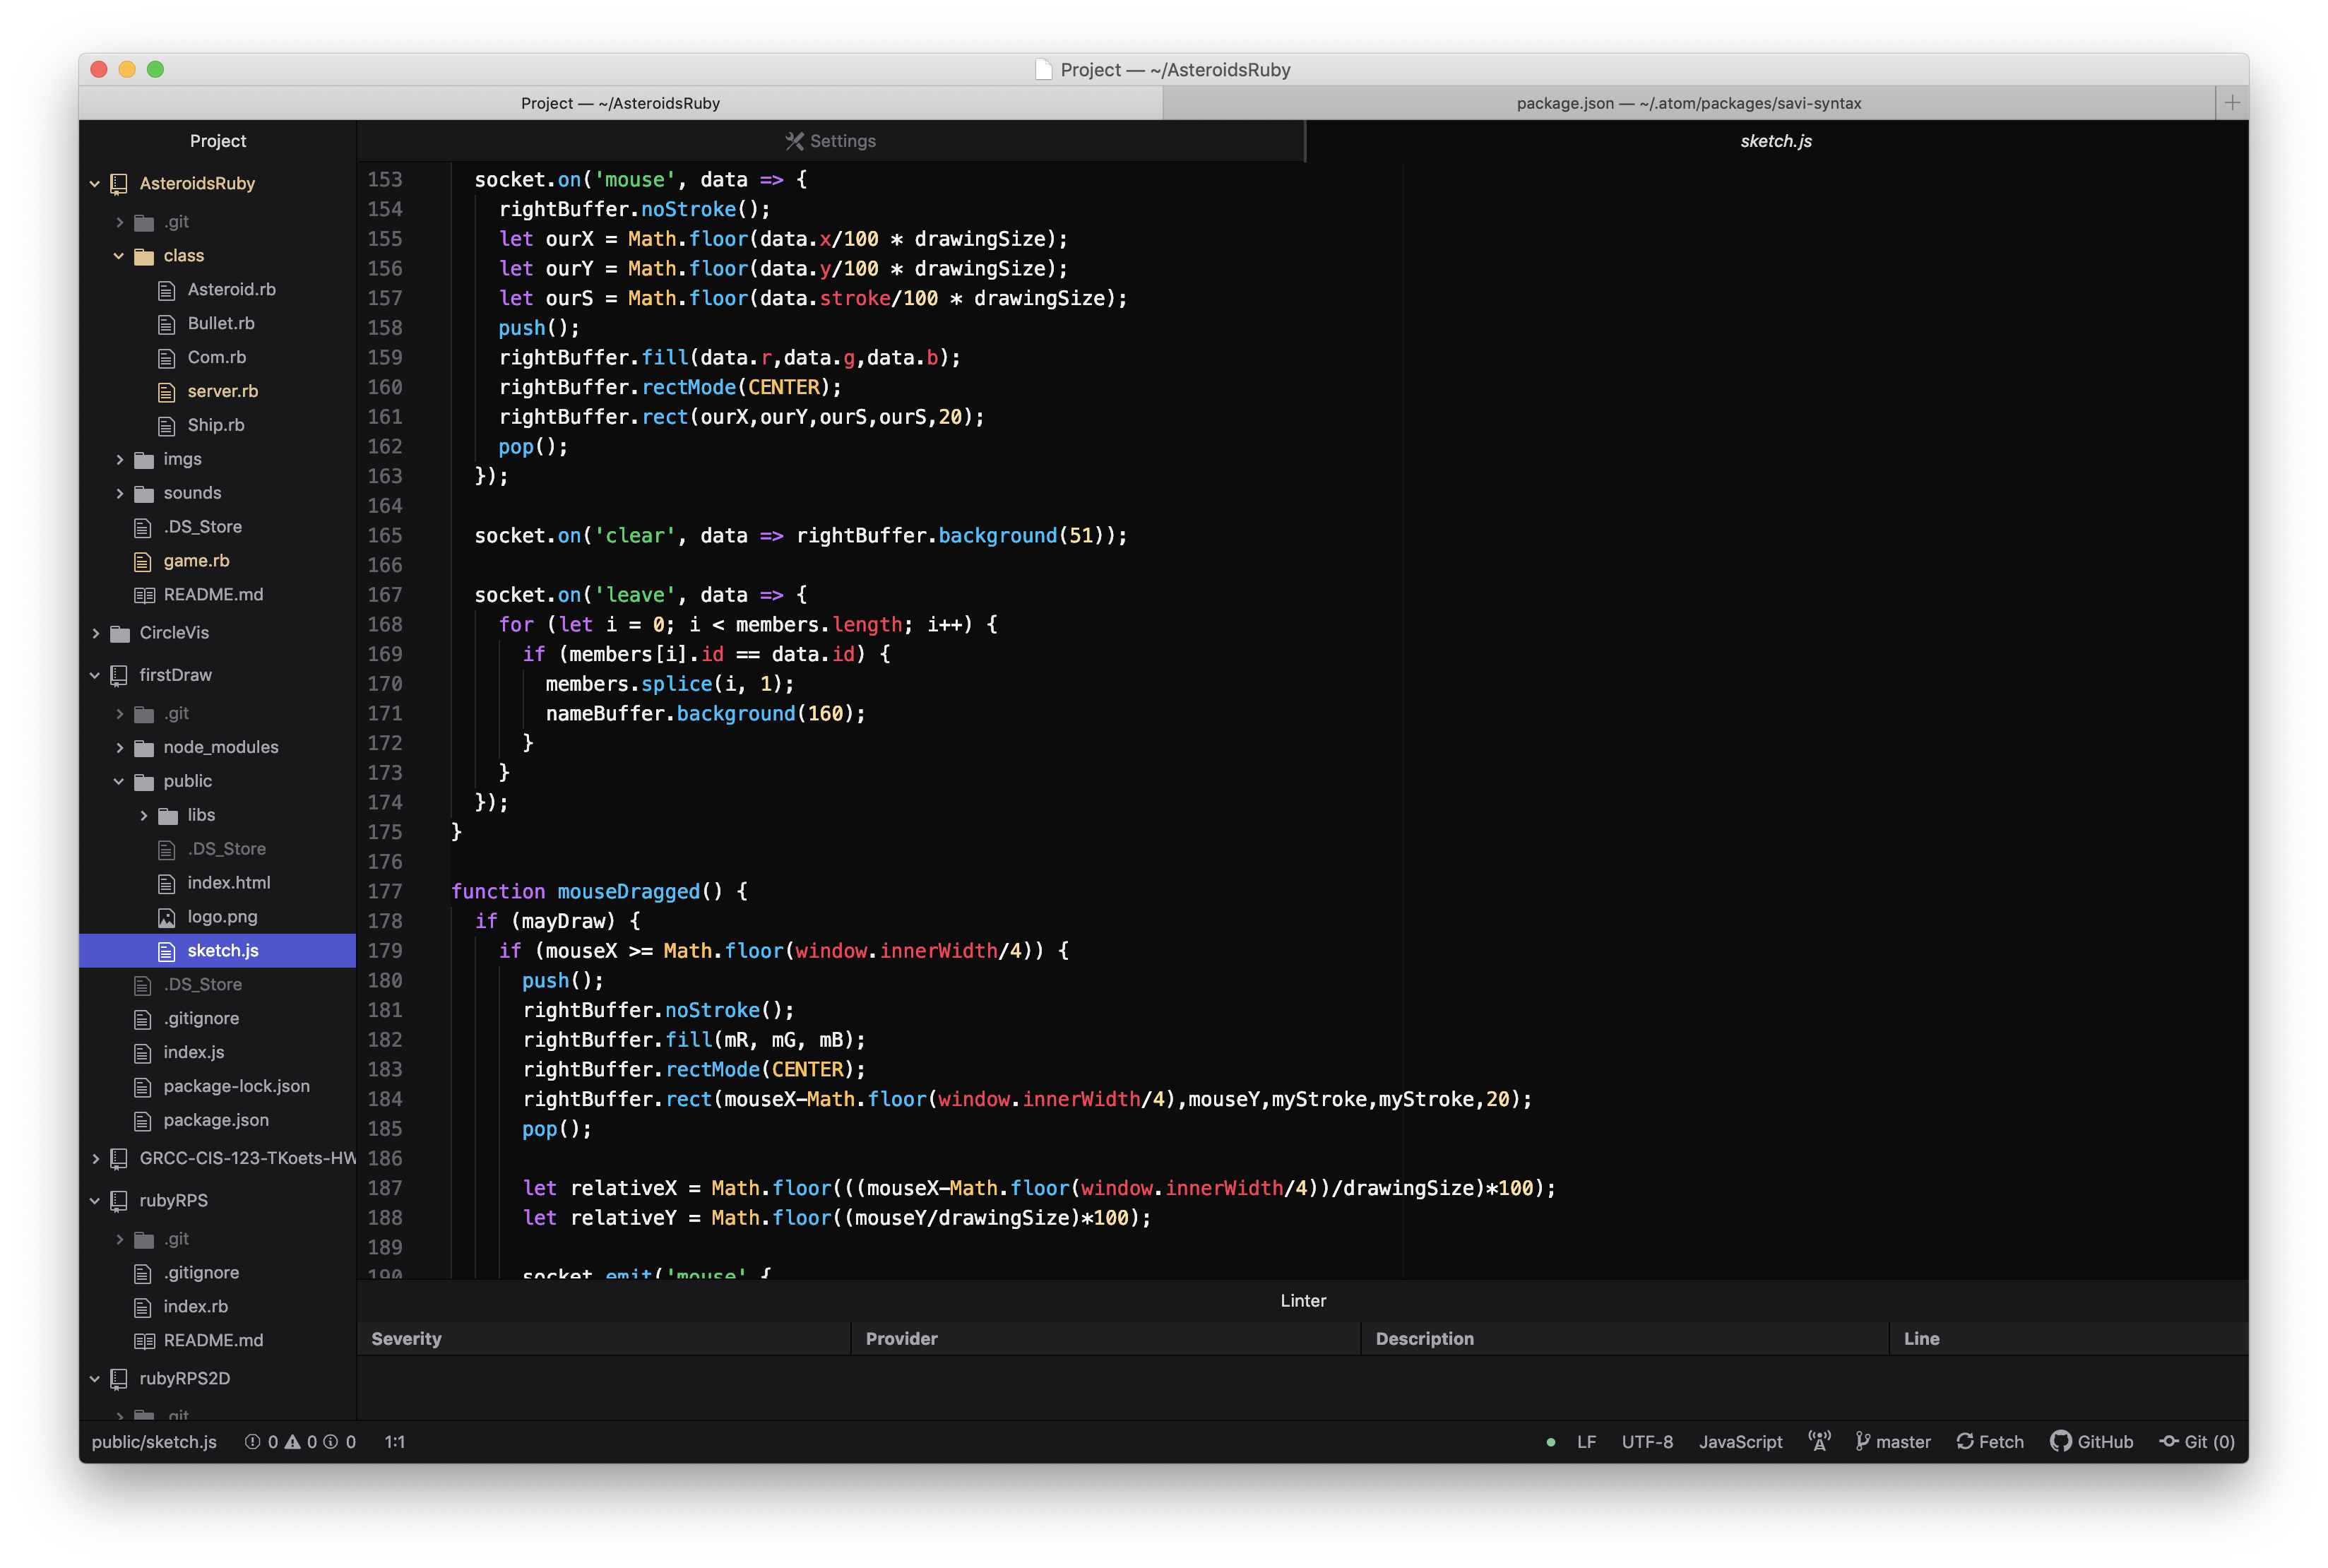 Project — ~/AsteroidsRuby
Project — ~/AsteroidsRuby
package.json — ~/.atom/packages/savi-syntax
Project
AsteroidsRuby
.git
class
Asteroid.rb
Bullet.rb
Com.rb
server.rb
Ship.rb
imgs
sounds
.DS_Store
game.rb
README.md
CircleVis
firstDraw
.git
node_modules
public
libs
.DS_Store
index.html
logo.png
sketch.js
.DS_Store
.gitignore
index.js
package-lock.json
package.json
GRCC-CIS-123-TKoets-HW
rubyRPS
.git
.gitignore
index.rb
README.md
rubyRPS2D
.git
Settings
sketch.js
153 socket.on('mouse', data => {
154 rightBuffer.noStroke();
155 let ourX = Math.floor(data.x/100 * drawingSize);
156 let ourY = Math.floor(data.y/100 * drawingSize);
157 let ourS = Math.floor(data.stroke/100 * drawingSize);
158 push();
159 rightBuffer.fill(data.r,data.g,data.b);
160 rightBuffer.rectMode(CENTER);
161 rightBuffer.rect(ourX,ourY,ourS,ourS,20);
162 pop();
163 });
164
165 socket.on('clear', data => rightBuffer.background(51));
166
167 socket.on('leave', data => {
168 for (let i = 0; i < members.length; i++) {
169 if (members[i].id == data.id) {
170 members.splice(i, 1);
171 nameBuffer.background(160);
172 }
173 }
174 });
175 }
176
177 function mouseDragged() {
178 if (mayDraw) {
179 if (mouseX >= Math.floor(window.innerWidth/4)) {
180 push();
181 rightBuffer.noStroke();
182 rightBuffer.fill(mR, mG, mB);
183 rightBuffer.rectMode(CENTER);
184 rightBuffer.rect(mouseX-Math.floor(window.innerWidth/4),mouseY,myStroke,myStroke,20);
185 pop();
186
187 let relativeX = Math.floor(((mouseX-Math.floor(window.innerWidth/4))/drawingSize)*100);
188 let relativeY = Math.floor((mouseY/drawingSize)*100);
189
190 socket.emit('mouse',{
Linter
Severity Provider Description Line
public/sketch.js 0 0 0 1:1 LF UTF-8 JavaScript master Fetch GitHub Git (0)